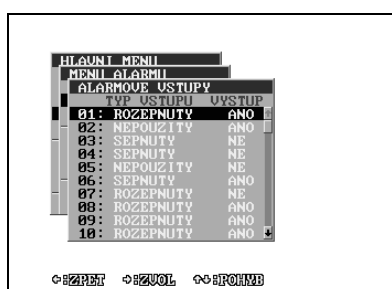 HLAVNI MENU
MENU ALARMU
ALARMOVE VSTUPY
TYP VSTUPU VYSTUP
01: ROZEPNUTY ANO
02: NEPOUZITY ANO
03: SEPNUTY NE
04: SEPNUTY NE
05: NEPOUZITY NE
06: SEPNUTY ANO
07: ROZEPNUTY NE
08: ROZEPNUTY ANO
09: ROZEPNUTY ANO
10: ROZEPNUTY ANO
:ZPET :ZVOL :POHYB